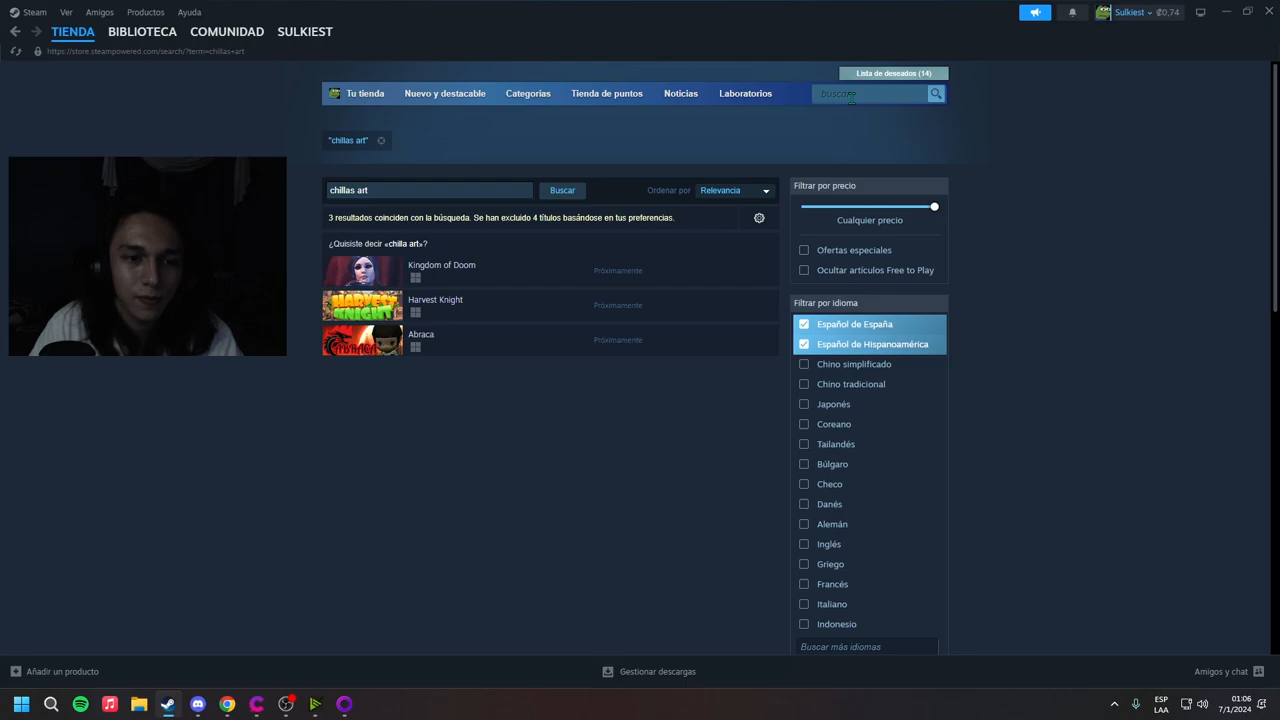 Steam Ver Amigos Productos Ayuda
Sulkiest ₡0,74
TIENDA BIBLIOTECA COMUNIDAD SULKIEST
https://store.steampowered.com/search/?term=chillas+art
Lista de deseados (14)
Tu tienda Nuevo y destacable Categorías Tienda de puntos Noticias Laboratorios buscar
"chillas art"
chillas art Buscar Ordenar por Relevancia
3 resultados coinciden con la búsqueda. Se han excluido 4 títulos basándose en tus preferencias.
¿Quisiste decir «chilla art»?
Kingdom of Doom Próximamente
HARVEST KNIGHT Harvest Knight Próximamente
ABRACA Abraca Próximamente
Filtrar por precio
Cualquier precio
Ofertas especiales
Ocultar artículos Free to Play
Filtrar por idioma
Español de España
Español de Hispanoamérica
Chino simplificado
Chino tradicional
Japonés
Coreano
Tailandés
Búlgaro
Checo
Danés
Alemán
Inglés
Griego
Francés
Italiano
Indonesio
Buscar más idiomas
Añadir un producto Gestionar descargas Amigos y chat
ESP 01:06
LAA 7/1/2024